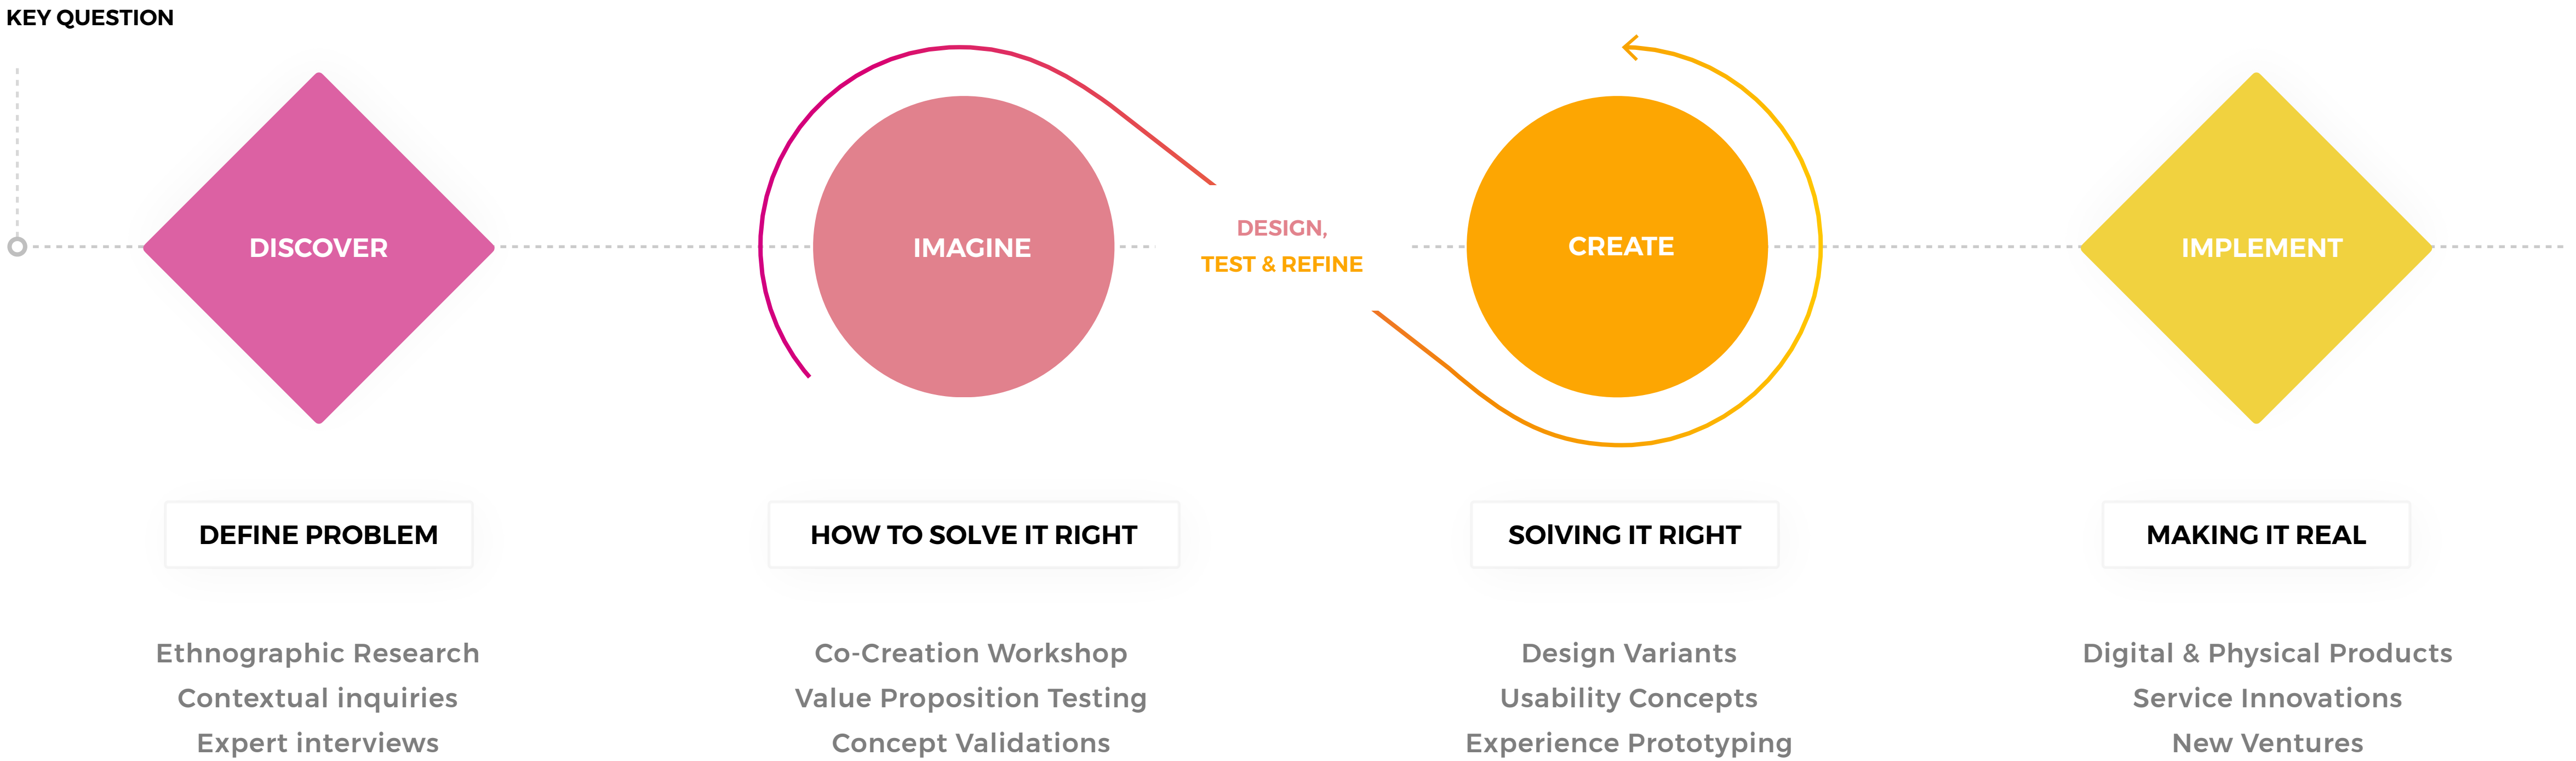 KEY QUESTION
DISCOVER
IMAGINE
DESIGN,
TEST & REFINE
CREATE
IMPLEMENT
DEFINE PROBLEM
HOW TO SOLVE IT RIGHT
SOlVING IT RIGHT
MAKING IT REAL
Ethnographic Research
Contextual inquiries
Expert interviews
Co-Creation Workshop
Value Proposition Testing
Concept Validations
Design Variants
Usability Concepts
Experience Prototyping
Digital & Physical Products
Service Innovations
New Ventures